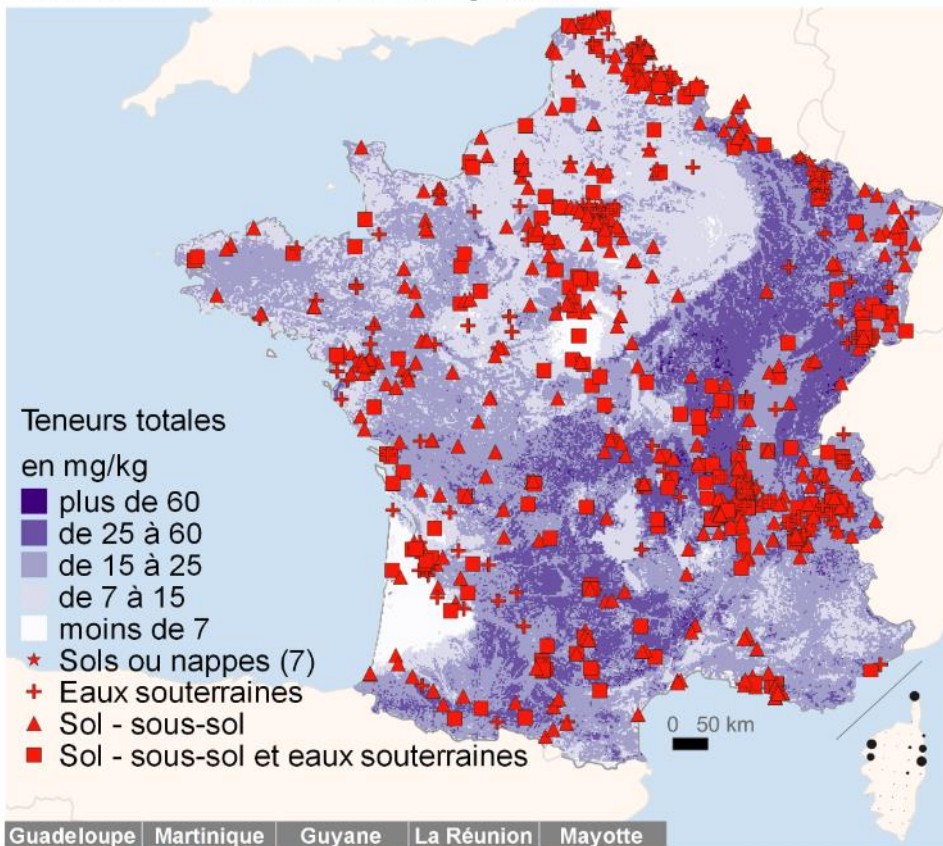 Teneurs totales
en mg/kg
plus de 60
de 25 à 60
de 15 à 25
de 7 à 15
moins de 7
Sols ou nappes (7)
Eaux souterraines
Sol - sous-sol
Sol - sous-sol et eaux souterraines
0 50 km
Guadeloupe Martinique Guyane La Réunion Mayotte